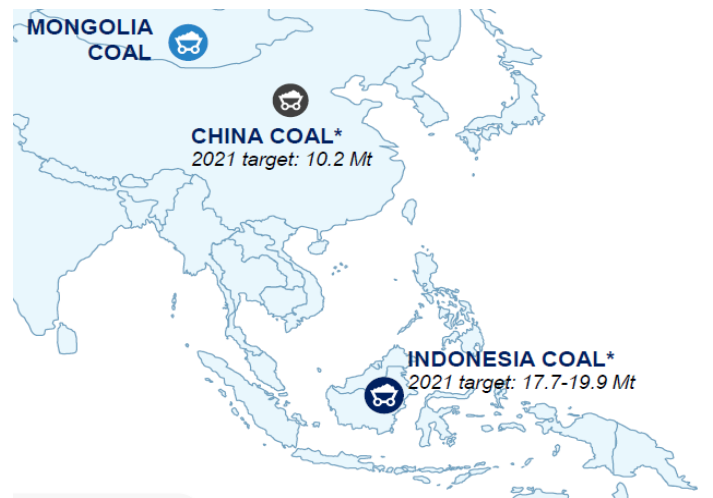 MONGOLIA
COAL
CHINA COAL*
2021 target: 10.2 Mt
INDONESIA COAL*
2021 target: 17.7-19.9 Mt